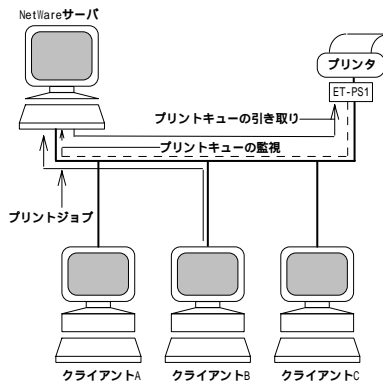 NetWareサーバ
プリンタ
ET-PS1
プリントキューの引き取り
プリントキューの監視
プリントジョブ
クライアントA
クライアントB
クライアントC